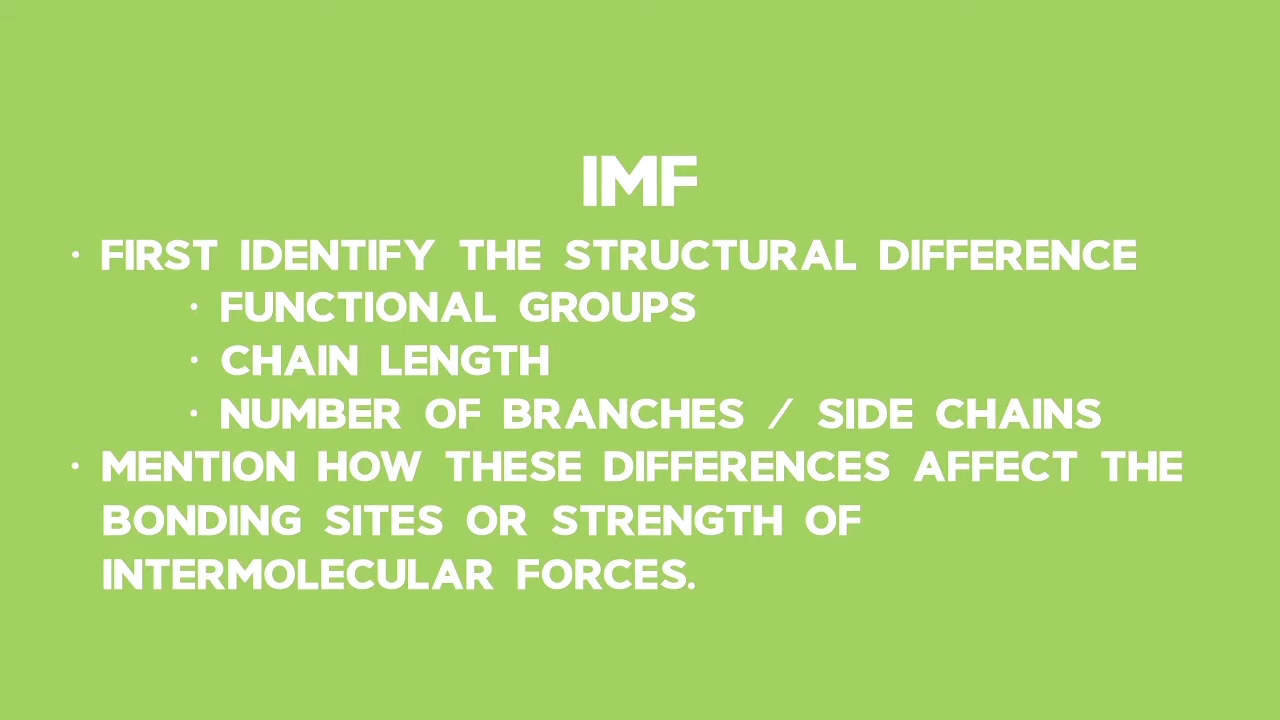 IMF
• FIRST IDENTIFY THE STRUCTURAL DIFFERENCE
• FUNCTIONAL GROUPS
• CHAIN LENGTH
• NUMBER OF BRANCHES / SIDE CHAINS
• MENTION HOW THESE DIFFERENCES AFFECT THE
BONDING SITES OR STRENGTH OF
INTERMOLECULAR FORCES.